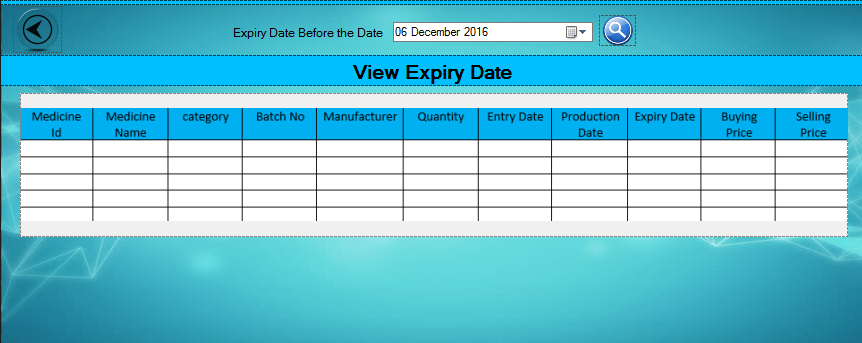 Expiry Date Before the Date 06 December 2016
View Expiry Date
Medicine Id Medicine Name category Batch No Manufacturer Quantity Entry Date Production Date Expiry Date Buying Price Selling Price